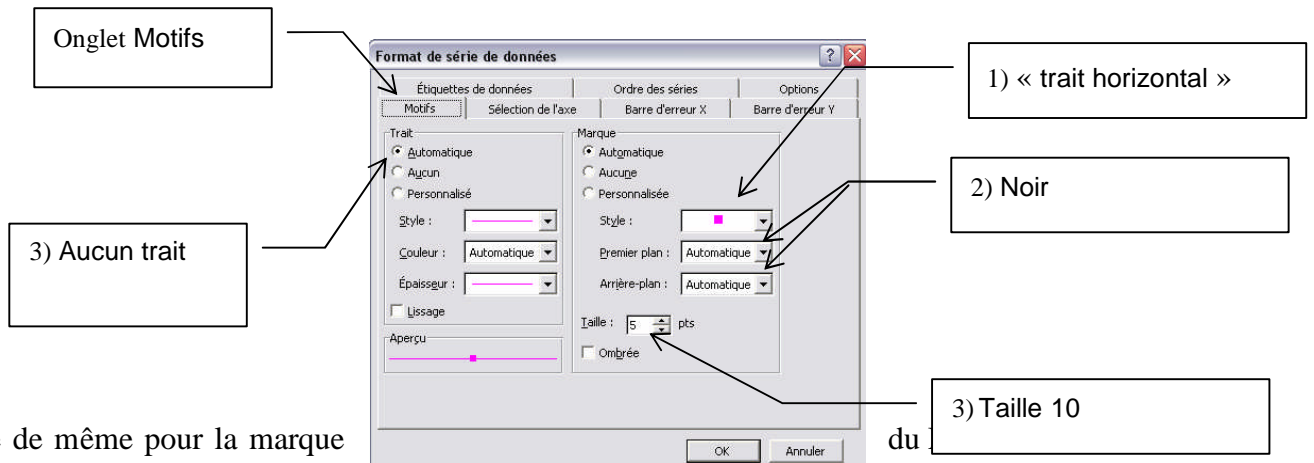 Onglet Motifs
Format de série de données
1) « trait horizontal »
Étiquettes de données Ordre des séries Options
Motifs Sélection de l'axe Barre d'erreur X Barre d'erreur Y
Trait
Automatique
Aucun
Personnalisé
Style :
Couleur : Automatique
Épaisseur :
Lissage
Aperçu
Marque
Automatique
Aucune
Personnalisée
Style :
Premier plan : Automatique
Arrière-plan : Automatique
Taille : 5 pts
Ombrée
2) Noir
3) Aucun trait
3) Taille 10
de même pour la marque du
OK Annuler